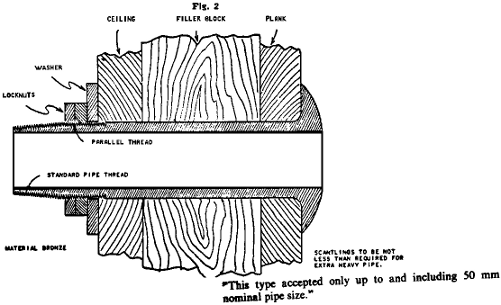 Fig. 2
CEILING
FILLER BLOCK
PLANK
WASHER
LOCKNUTS
PARALLEL THREAD
STANDARD PIPE THREAD
MATERIAL BRONZE
SCANTLINGS TO BE NOT
LESS THAN REQUIRED FOR
EXTRA HEAVY PIPE.
"This type accepted only up to and including 50 mm
nominal pipe size."